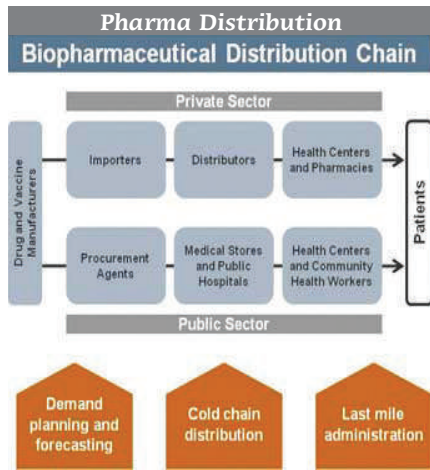 Pharma Distribution
Biopharmaceutical Distribution Chain
Private Sector
Drug and Vaccine
Manufacturers
Importers
Distributors
Health Centers
and Pharmacies
Patients
Procurement
Agents
Medical Stores
and Public
Hospitals
Health Centers
and Community
Health Workers
Public Sector
Demand
planning and
forecasting
Cold chain
distribution
Last mile
administration